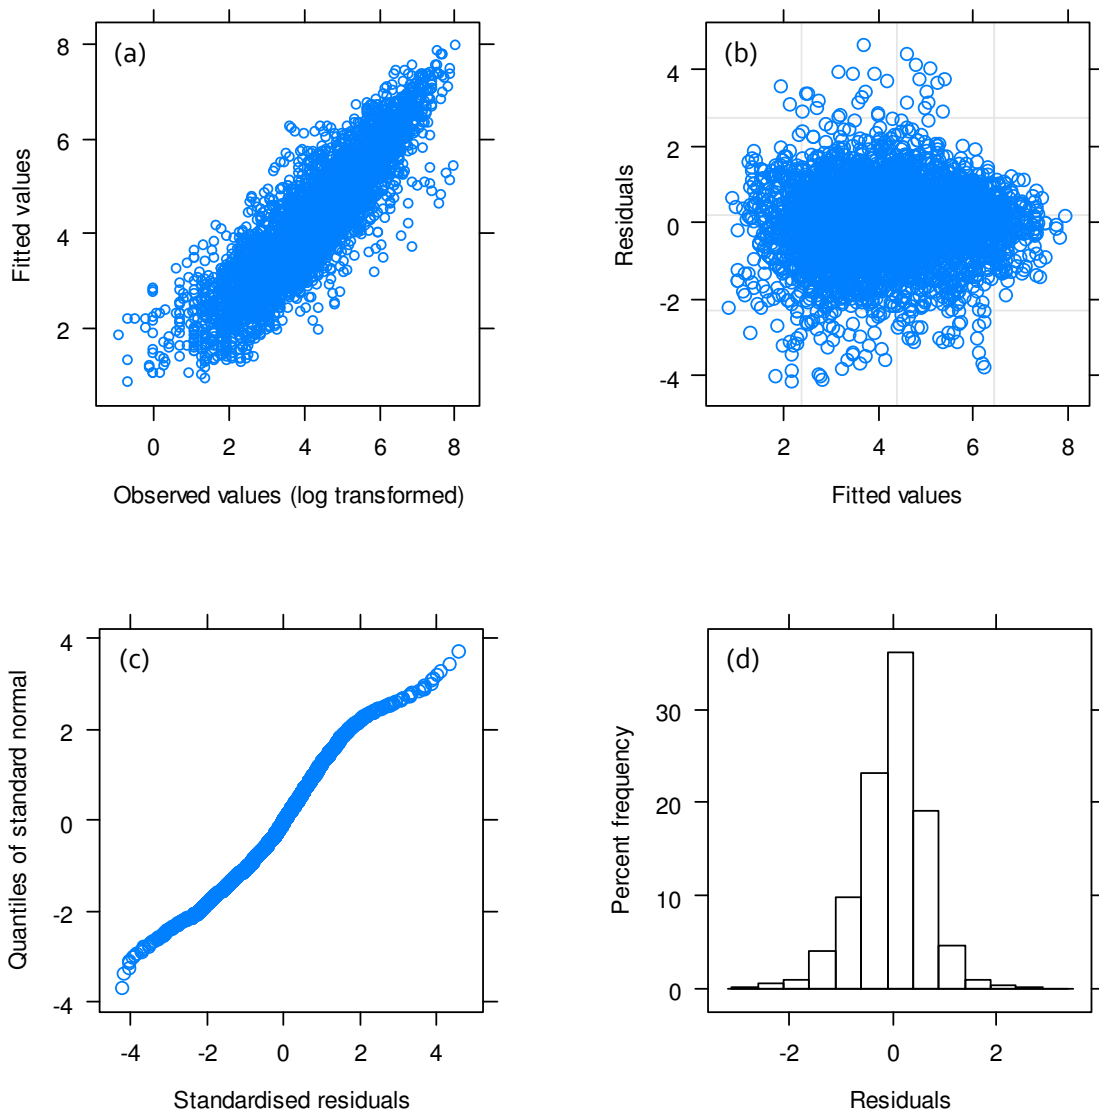 (a)
8
6
4
2
Fitted values
0 2 4 6 8
Observed values (log transformed)
(b)
4
2
0
-2
-4
Residuals
2 4 6 8
Fitted values
(c)
4
2
0
-2
-4
Quantiles of standard normal
-4 -2 0 2 4
Standardised residuals
(d)
30
20
10
0
Percent frequency
-2 0 2
Residuals